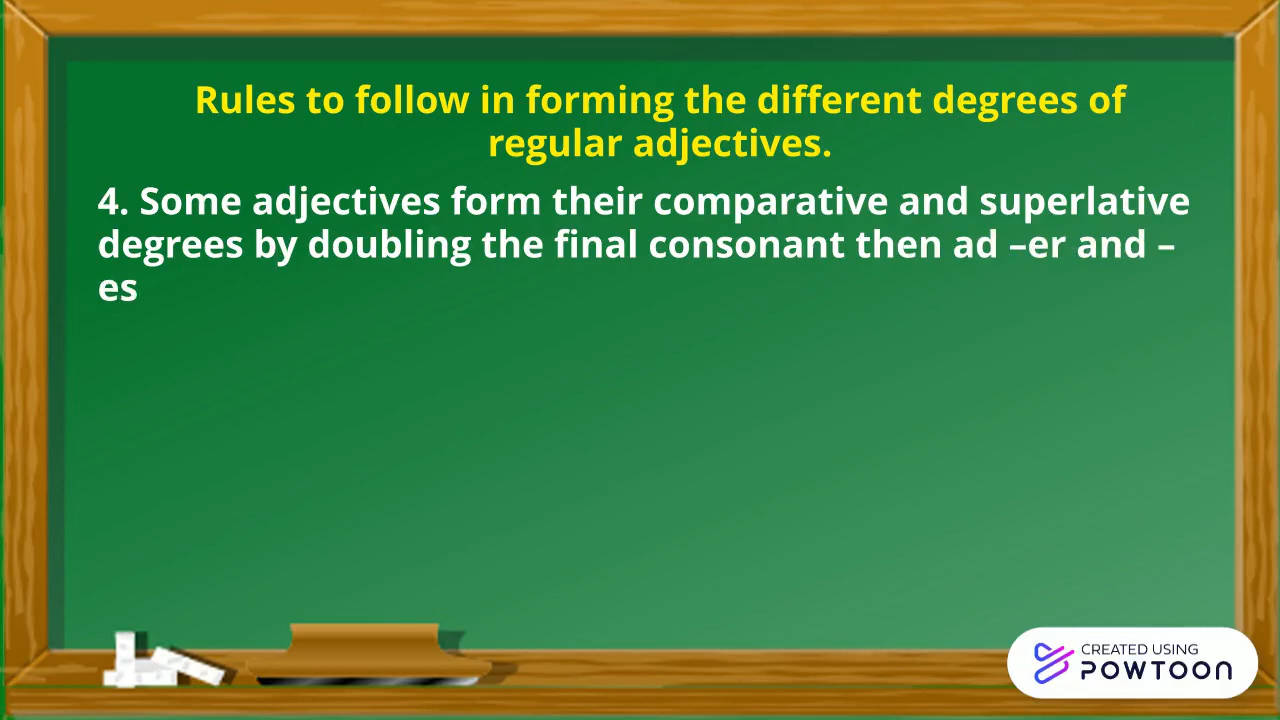 Rules to follow in forming the different degrees of
regular adjectives.
4. Some adjectives form their comparative and superlative
degrees by doubling the final consonant then ad –er and –
es
CREATED USING
POWTOON